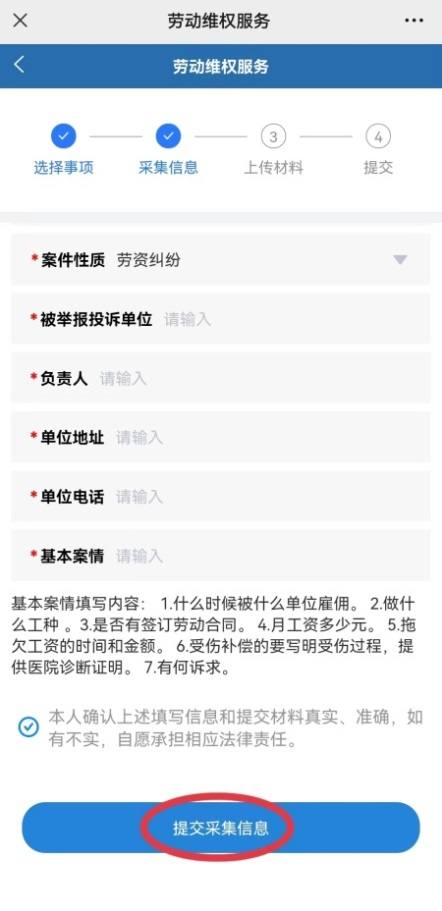 劳动维权服务
劳动维权服务
3
4
选择事项
采集信息
上传材料
提交
*案件性质 劳资纠纷
*被举报投诉单位 请输入
*负责人 请输入
*单位地址 请输入
*单位电话 请输入
*基本案情 请输入
基本案情填写内容： 1.什么时候被什么单位雇佣。 2.做什
么工种 。3.是否有签订劳动合同。 4.月工资多少元。 5.拖
欠工资的时间和金额。 6.受伤补偿的要写明受伤过程，提
供医院诊断证明。 7.有何诉求。
本人确认上述填写信息和提交材料真实、准确，如
有不实，自愿承担相应法律责任。
提交采集信息